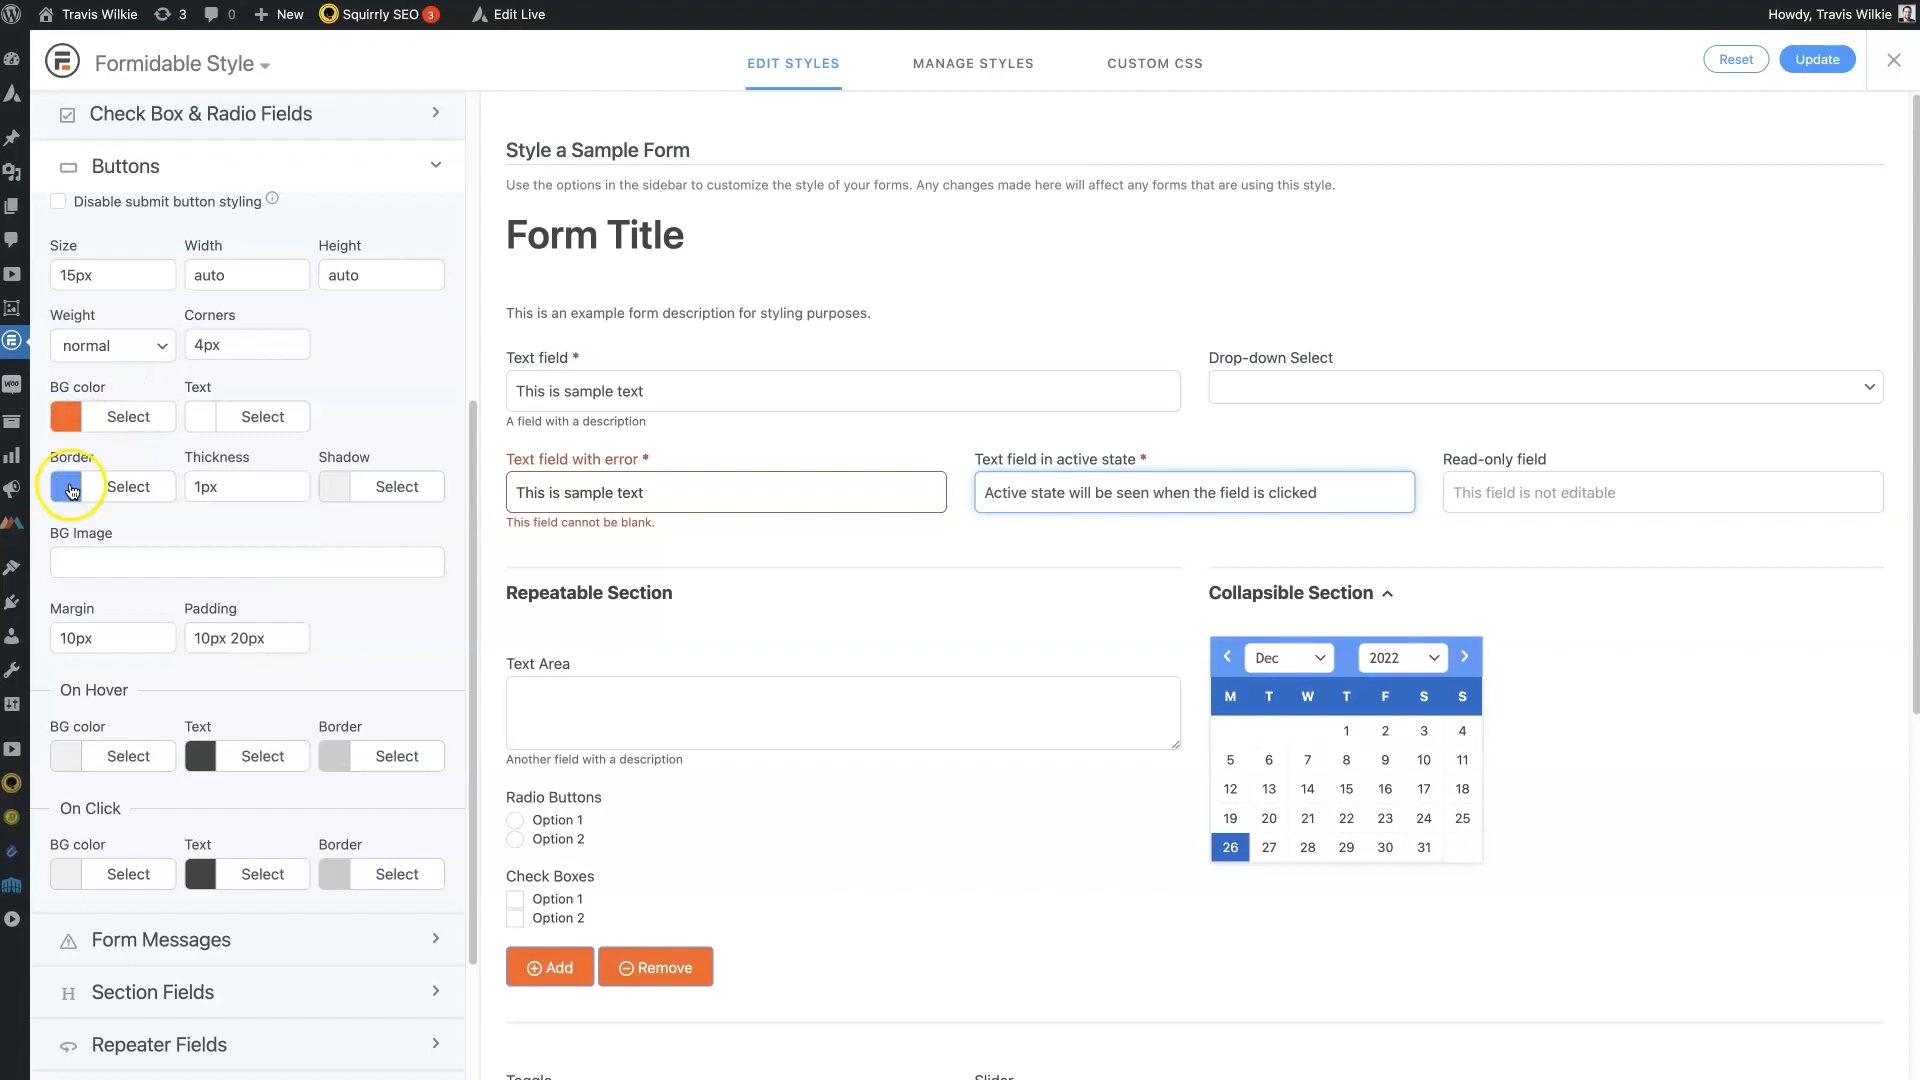 Travis Wilkie 3 0 New Squirrly SEO 3 Edit Live
Howdy, Travis Wilkie
Formidable Style
EDIT STYLES
MANAGE STYLES
CUSTOM CSS
Reset
Update
Check Box & Radio Fields
Buttons
Disable submit button styling
Size
Width
Height
15px
auto
auto
Weight
Corners
normal
4px
BG color
Text
Select
Select
Border
Thickness
Shadow
Select
1px
Select
BG Image
Margin
Padding
10px
10px 20px
On Hover
BG color
Text
Border
Select
Select
Select
On Click
BG color
Text
Border
Select
Select
Select
Form Messages
H Section Fields
Repeater Fields
Woo
Style a Sample Form
Use the options in the sidebar to customize the style of your forms. Any changes made here will affect any forms that are using this style.
Form Title
This is an example form description for styling purposes.
Text field *
This is sample text
A field with a description
Drop-down Select
Text field with error *
This is sample text
This field cannot be blank.
Text field in active state *
Active state will be seen when the field is clicked
Read-only field
This field is not editable
Repeatable Section
Text Area
Another field with a description
Radio Buttons
Option 1
Option 2
Check Boxes
Option 1
Option 2
Add
Remove
Collapsible Section
Dec 2022
M T W T F S S
1 2 3 4
5 6 7 8 9 10 11
12 13 14 15 16 17 18
19 20 21 22 23 24 25
26 27 28 29 30 31
Toggle
Slider